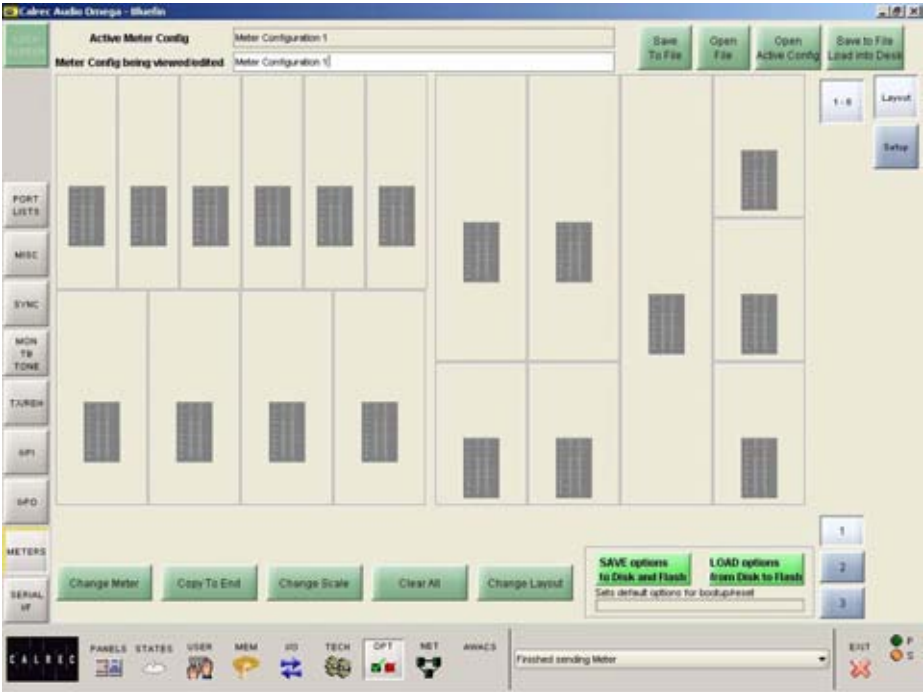 Calrec Audio Omega - Bluefin
Active Meter Config
Meter Configuration 1
Meter Config being viewed/edited
Meter Configuration 1
Save To File
Open File
Open Active Config
Save to File Load into Desk
1 - 6
Layout
Setup
PORT LISTS
MISC
SYNC
MON TB TONE
TX/REH
GPI
GPO
METERS
SERIAL I/F
1
2
3
Change Meter
Copy To End
Change Scale
Clear All
Change Layout
SAVE options to Disk and Flash
LOAD options from Disk to Flash
Sets default options for bootup/reset
CALREC
PANELS
STATES
USER
MEM
I/O
TECH
OPT
NET
AWACS
Finished sending Meter
EXIT
P
S